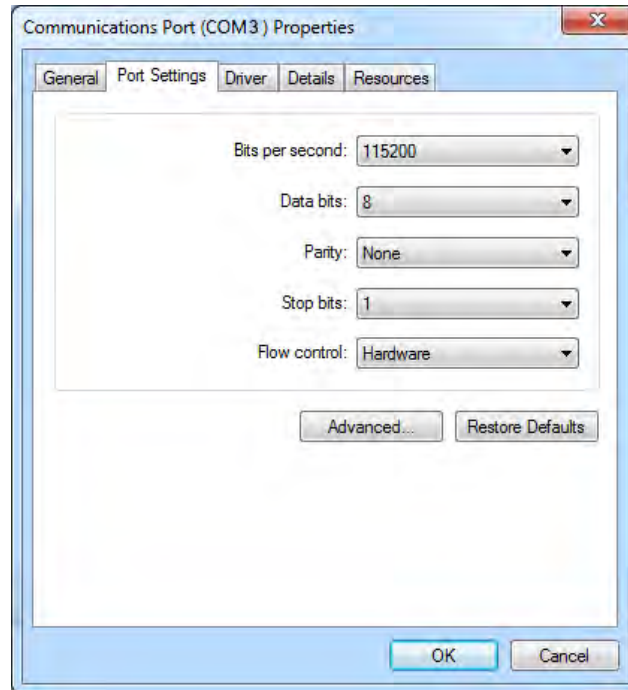 Communications Port (COM3 ) Properties
General Port Settings Driver Details Resources
Bits per second: 115200
Data bits: 8
Parity: None
Stop bits: 1
Flow control: Hardware
Advanced... Restore Defaults
OK Cancel